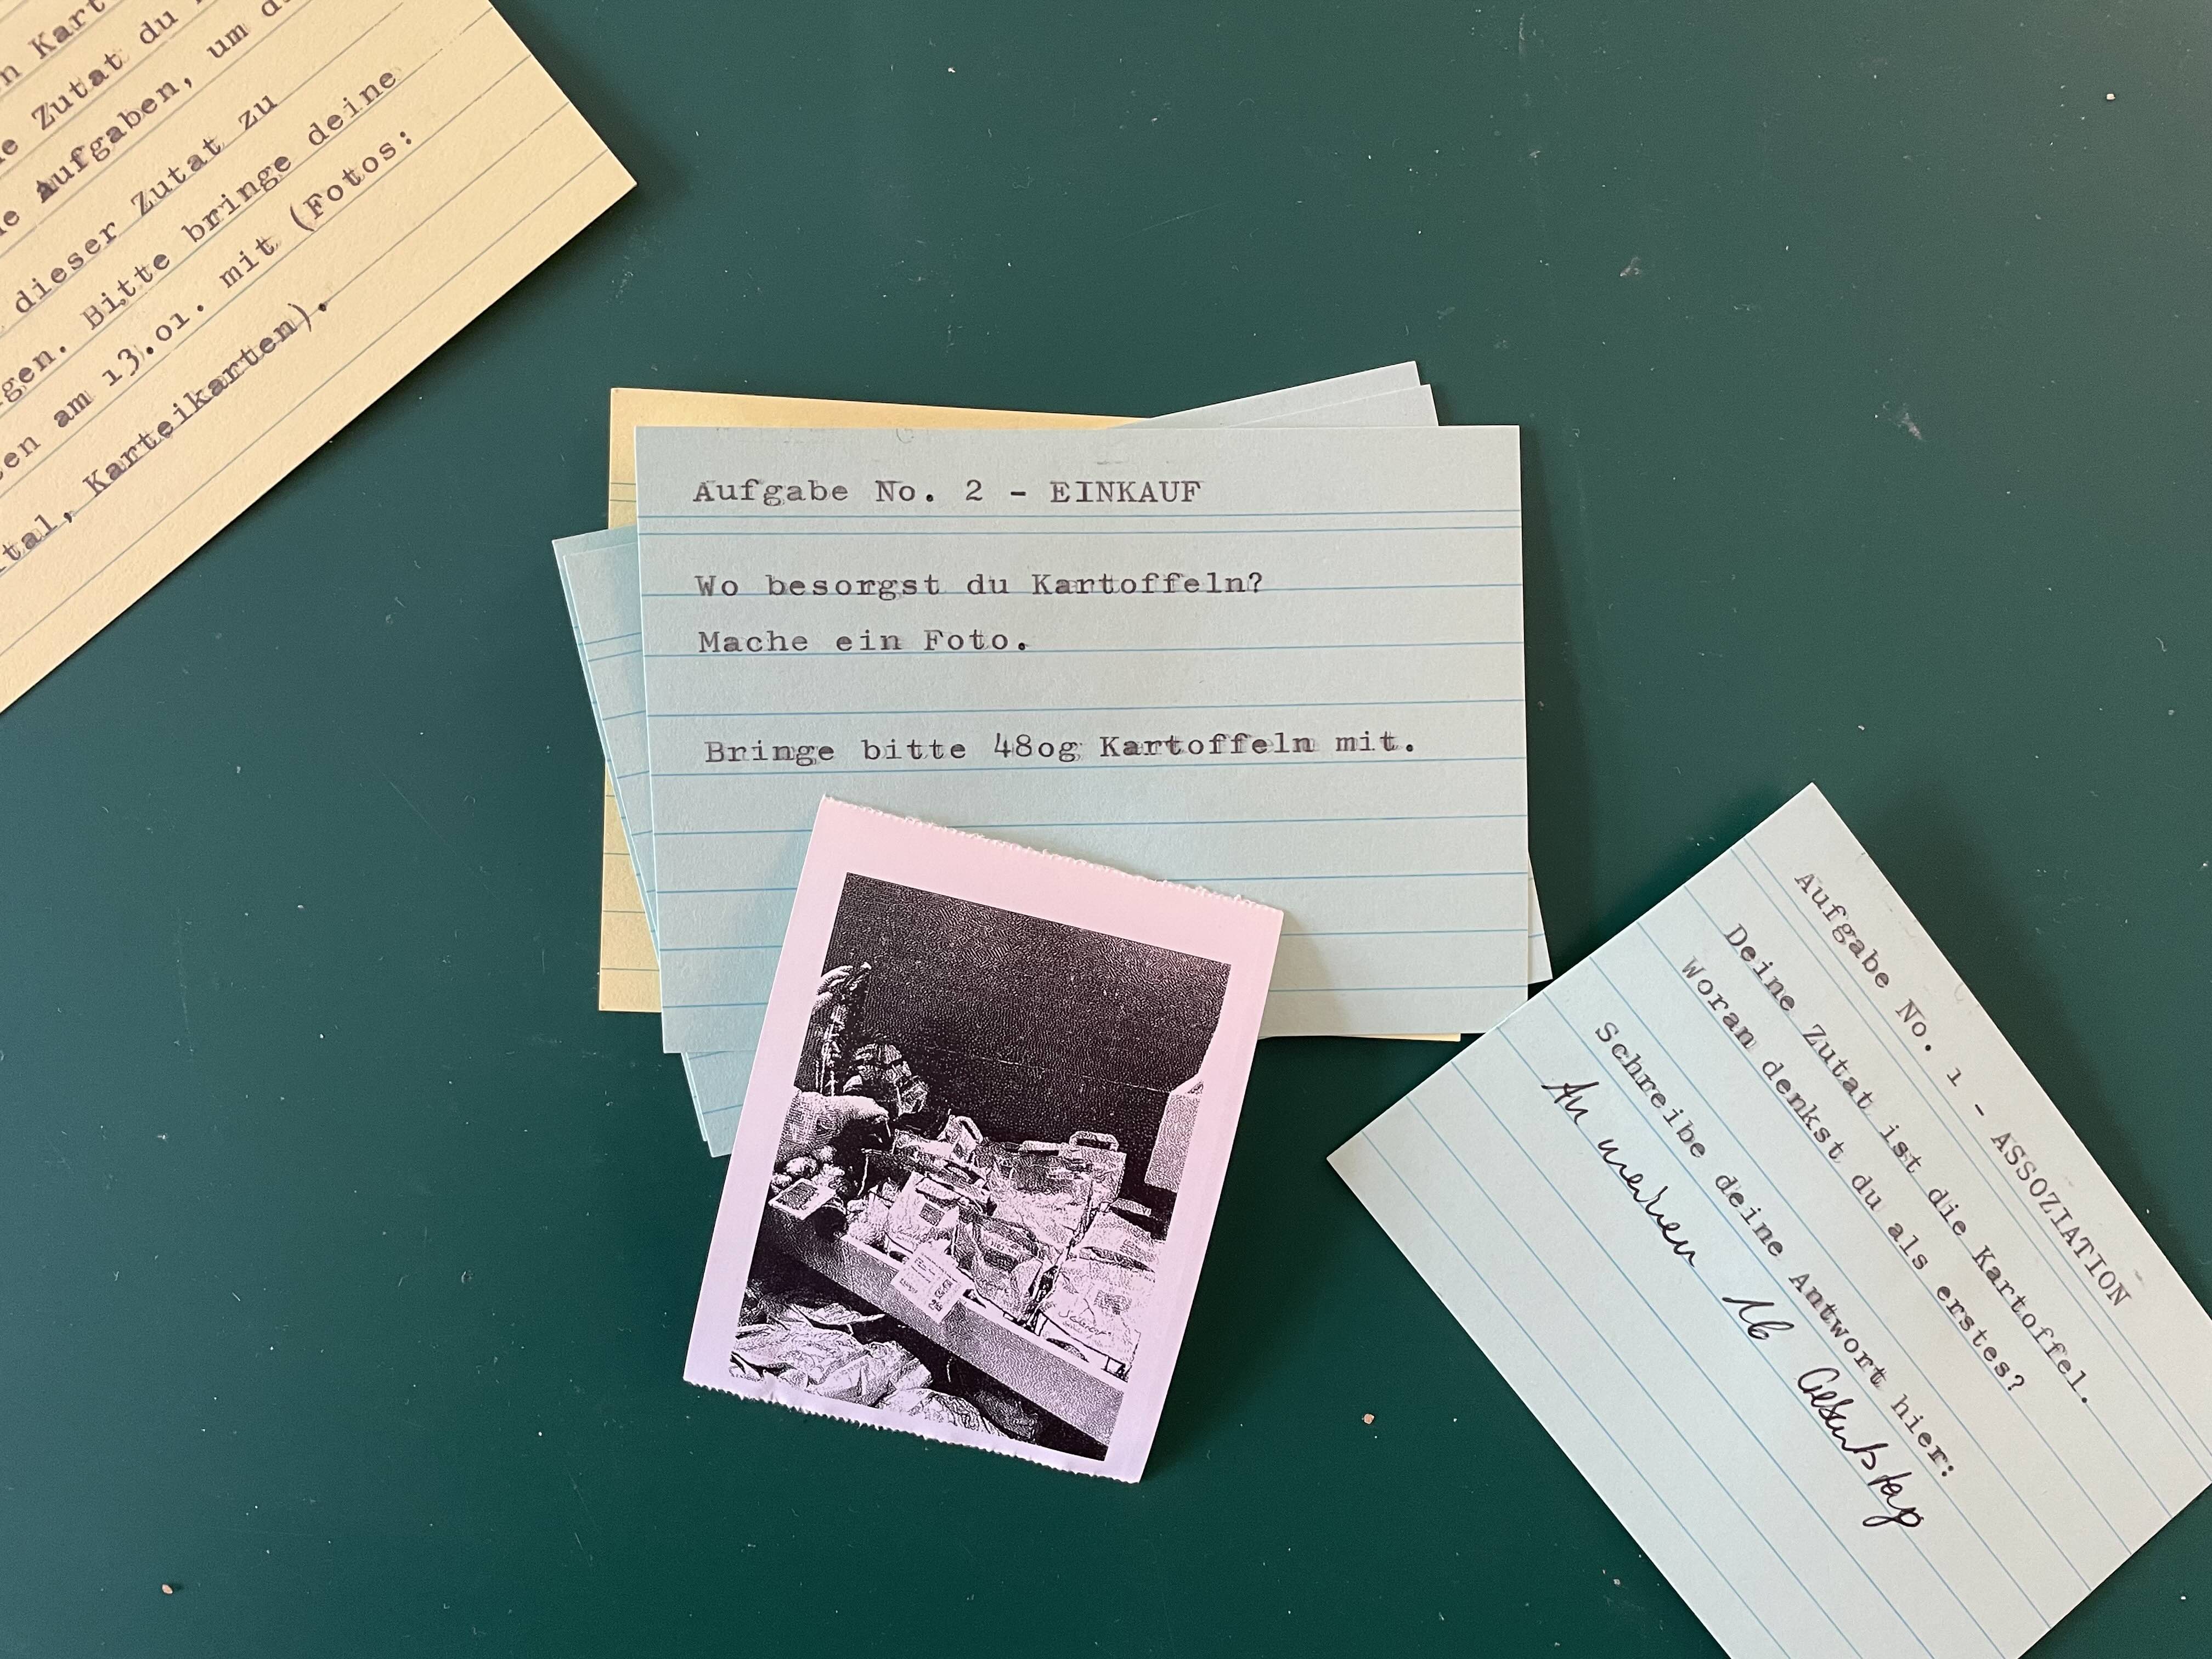 n Kart
e Zutat du
e Aufgaben, um d
dieser Zutat zu
gen. Bitte bringe deine
en am 13.01. mit (Fotos:
tal, Karteikarten).
Aufgabe No. 2 - EINKAUF
Wo besorgst du Kartoffeln?
Mache ein Foto.
Bringe bitte 480g Kartoffeln mit.
Aufgabe No. 1 - ASSOZIATION
Deine Zutat ist die Kartoffel.
Woran denkst du als erstes?
Schreibe deine Antwort hier:
An meinen 16 Geburtstag